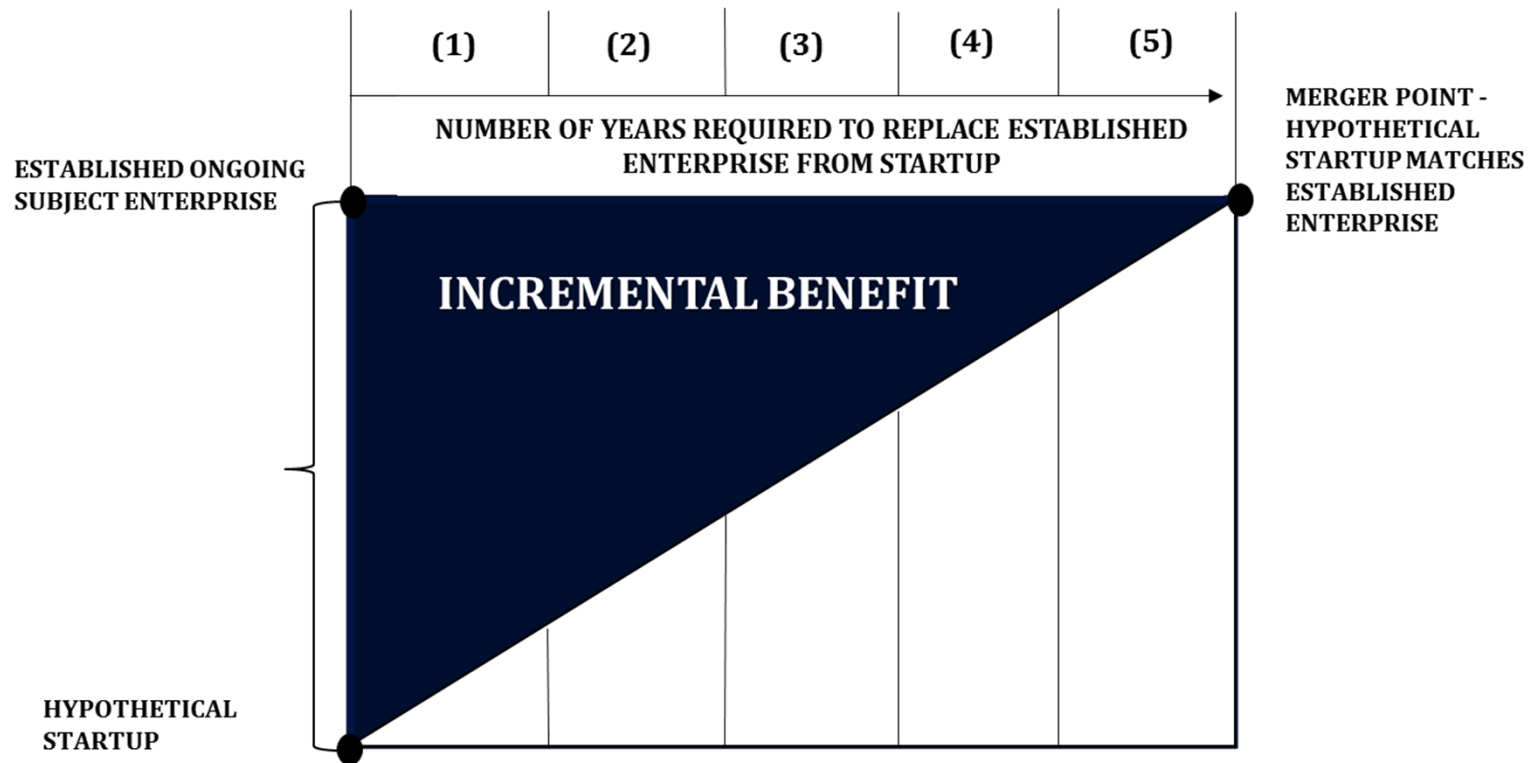 (1) (2) (3) (4) (5)
NUMBER OF YEARS REQUIRED TO REPLACE ESTABLISHED
ENTERPRISE FROM STARTUP
MERGER POINT -
HYPOTHETICAL
STARTUP MATCHES
ESTABLISHED
ENTERPRISE
ESTABLISHED ONGOING
SUBJECT ENTERPRISE
INCREMENTAL BENEFIT
HYPOTHETICAL
STARTUP